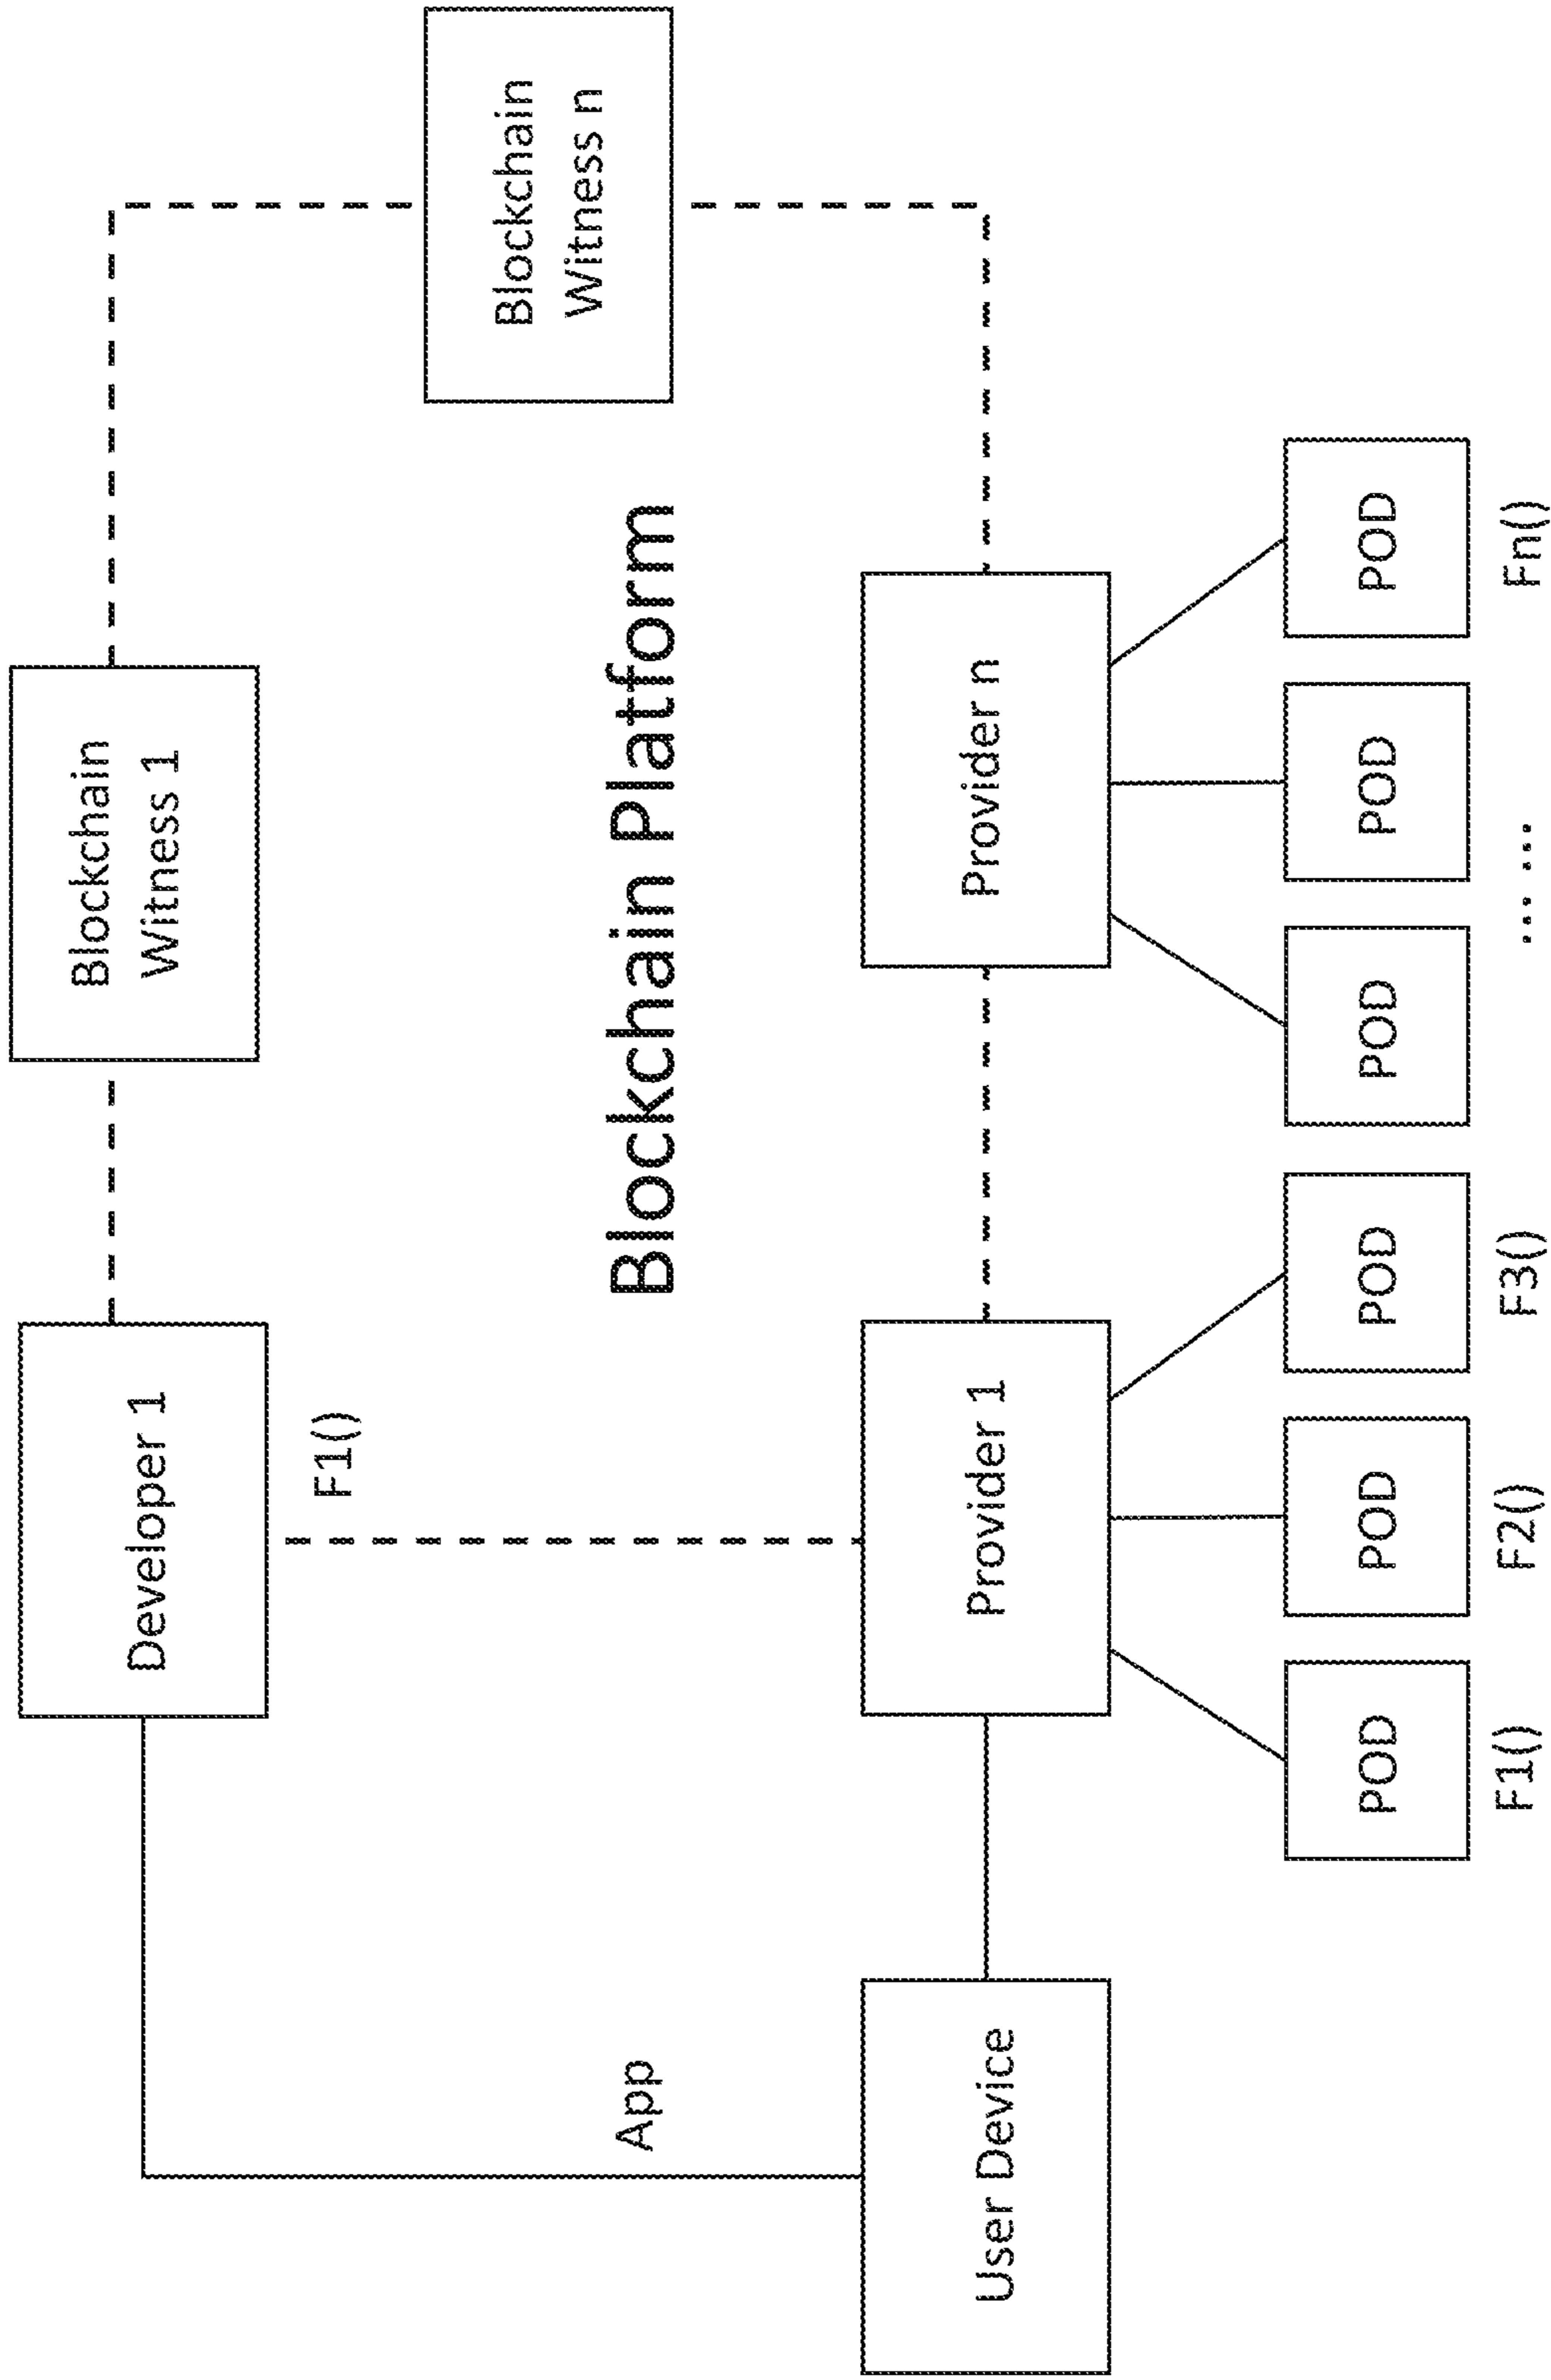 Developer 1
Blockchain
Witness 1
F1()
Blockchain
Witness n
App
Blockchain Platform
User Device
Provider 1
Provider n
POD
POD
POD
POD
POD
POD
F1()
F2()
F3()
... ...
Fn()